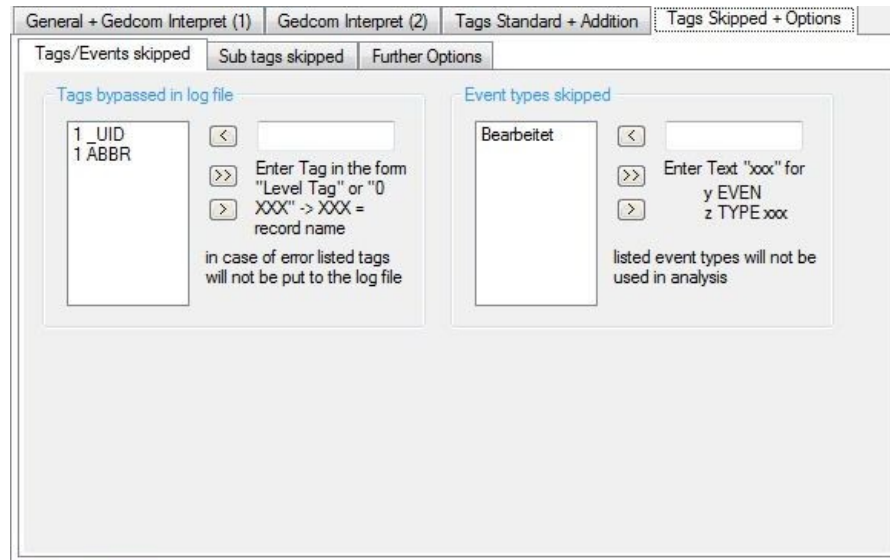 General + Gedcom Interpret (1) Gedcom Interpret (2) Tags Standard + Addition Tags Skipped + Options
Tags/Events skipped Sub tags skipped Further Options
Tags bypassed in log file
1 _UID
1 ABBR
<
>>
>
Enter Tag in the form
"Level Tag" or "0
XXX" -> XXX =
record name
in case of error listed tags
will not be put to the log file
Event types skipped
Bearbeitet
<
>>
>
Enter Text "xxx" for
y EVEN
z TYPE xxx
listed event types will not be
used in analysis